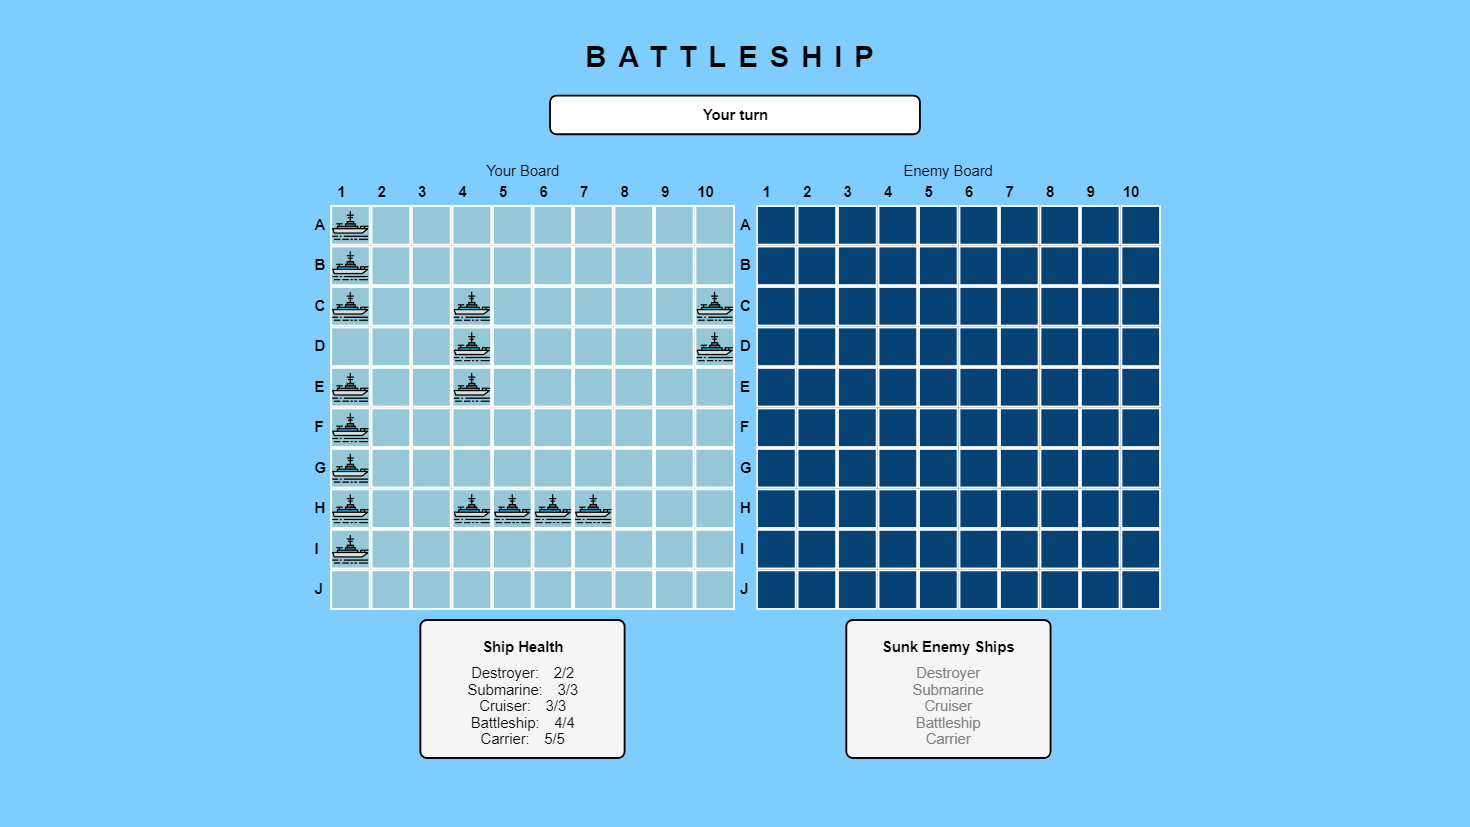 BATTLESHIP
Your turn
Your Board
Enemy Board
1 2 3 4 5 6 7 8 9 10
1 2 3 4 5 6 7 8 9 10
A A
B B
C C
D D
E E
F F
G G
H H
I I
J J
Ship Health
Destroyer: 2/2
Submarine: 3/3
Cruiser: 3/3
Battleship: 4/4
Carrier: 5/5
Sunk Enemy Ships
Destroyer
Submarine
Cruiser
Battleship
Carrier